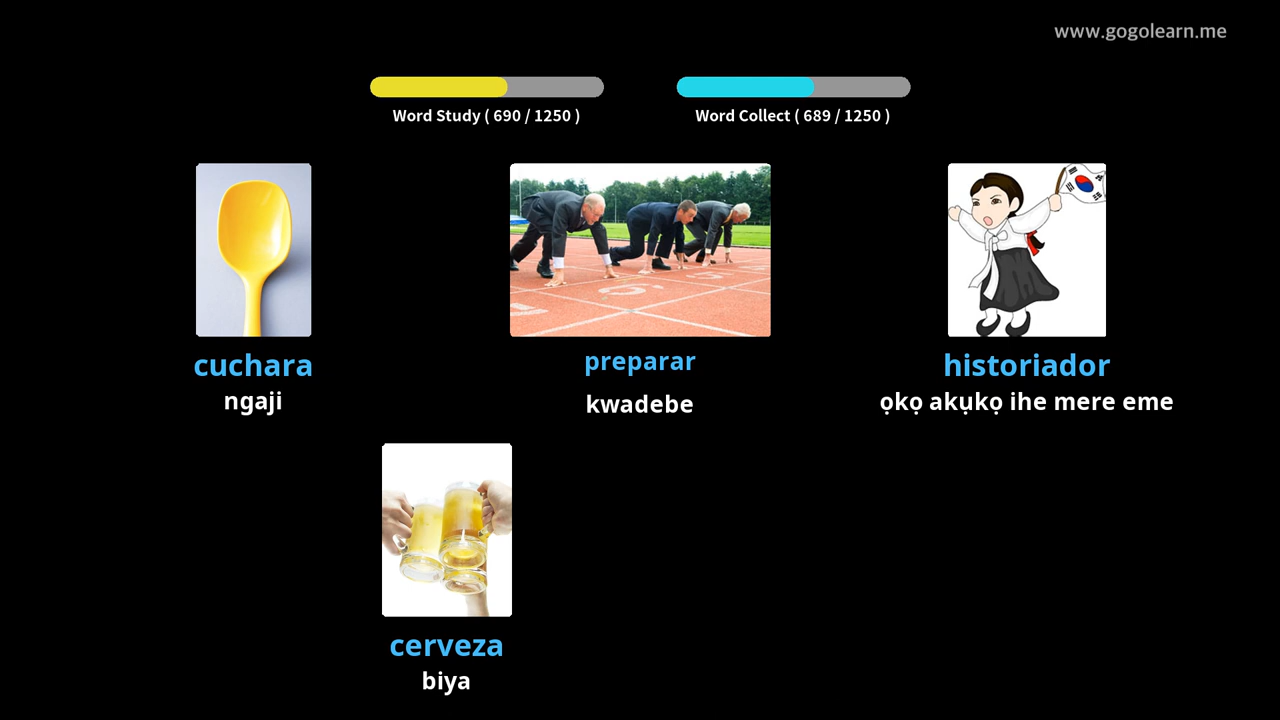 www.gogolearn.me
Word Study ( 690 / 1250 )
Word Collect ( 689 / 1250 )
cuchara
ngaji
preparar
kwadebe
historiador
ọkọ akụkọ ihe mere eme
cerveza
biya